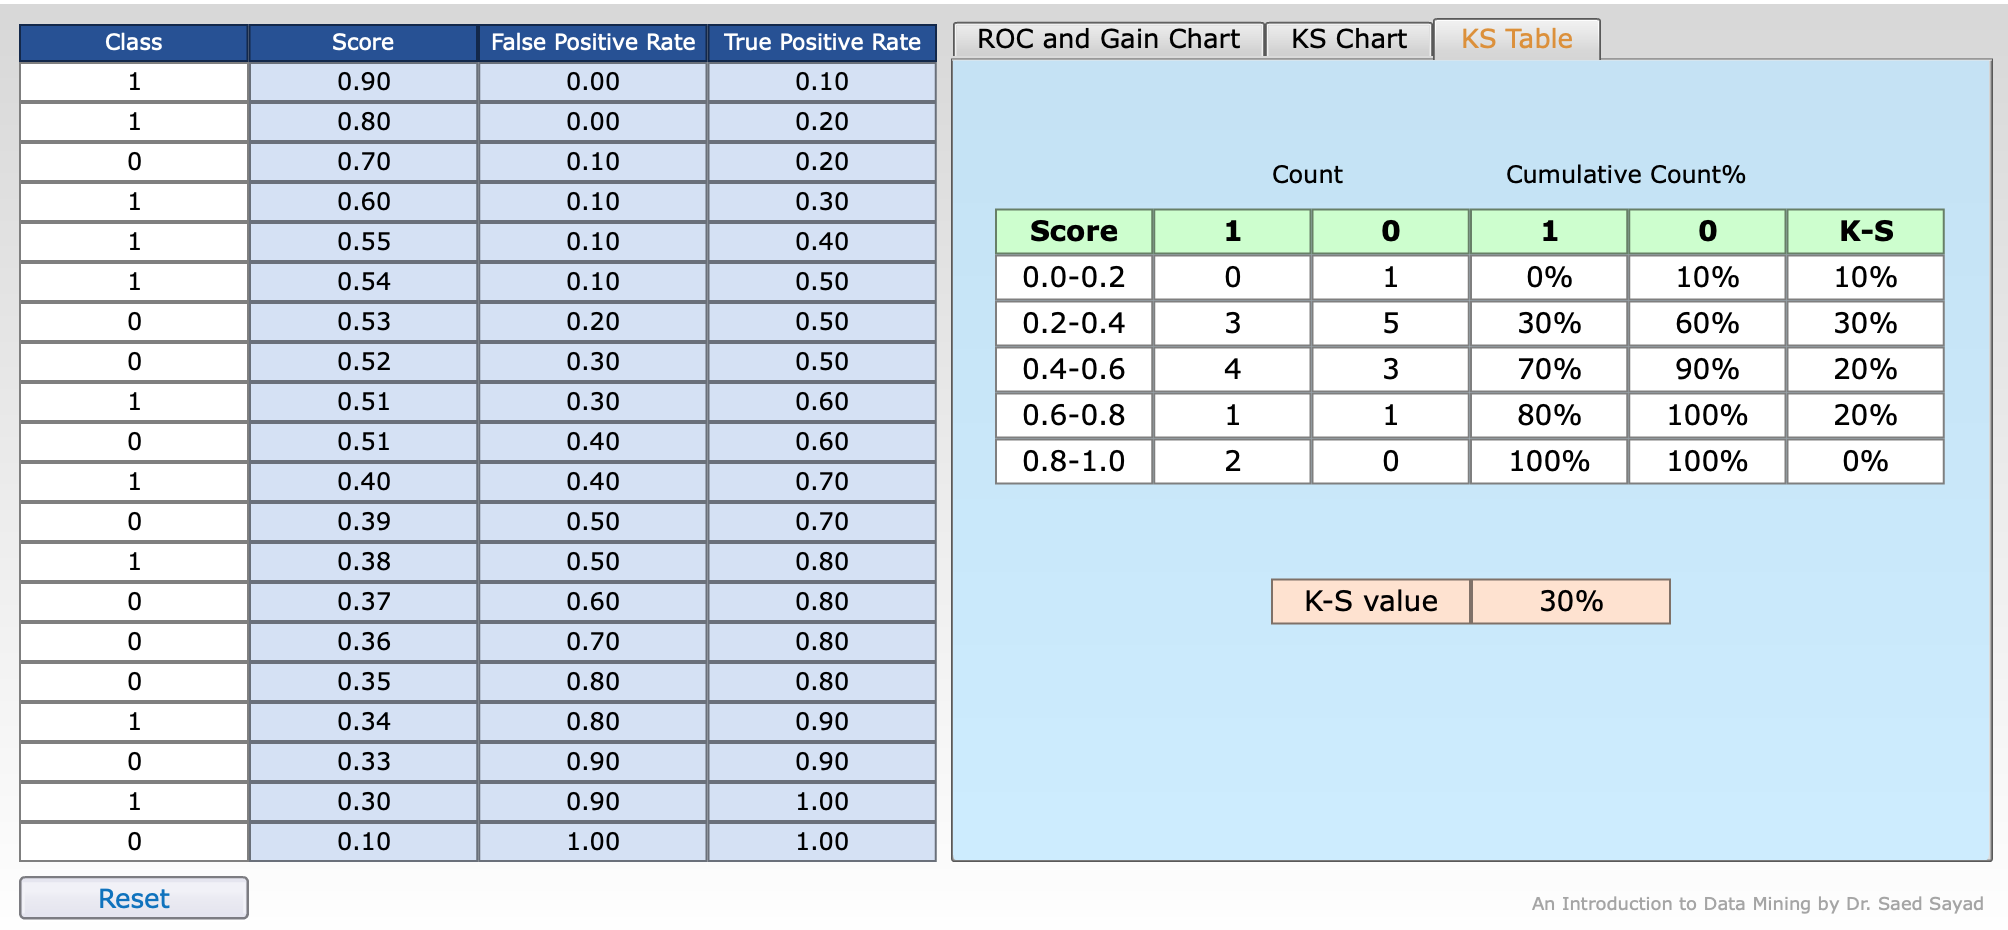 Class Score False Positive Rate True Positive Rate
1 0.90 0.00 0.10
1 0.80 0.00 0.20
0 0.70 0.10 0.20
1 0.60 0.10 0.30
1 0.55 0.10 0.40
1 0.54 0.10 0.50
0 0.53 0.20 0.50
0 0.52 0.30 0.50
1 0.51 0.30 0.60
0 0.51 0.40 0.60
1 0.40 0.40 0.70
0 0.39 0.50 0.70
1 0.38 0.50 0.80
0 0.37 0.60 0.80
0 0.36 0.70 0.80
0 0.35 0.80 0.80
1 0.34 0.80 0.90
0 0.33 0.90 0.90
1 0.30 0.90 1.00
0 0.10 1.00 1.00
Reset
ROC and Gain Chart KS Chart KS Table
Count Cumulative Count%
Score 1 0 1 0 K-S
0.0-0.2 0 1 0% 10% 10%
0.2-0.4 3 5 30% 60% 30%
0.4-0.6 4 3 70% 90% 20%
0.6-0.8 1 1 80% 100% 20%
0.8-1.0 2 0 100% 100% 0%
K-S value 30%
An Introduction to Data Mining by Dr. Saed Sayad